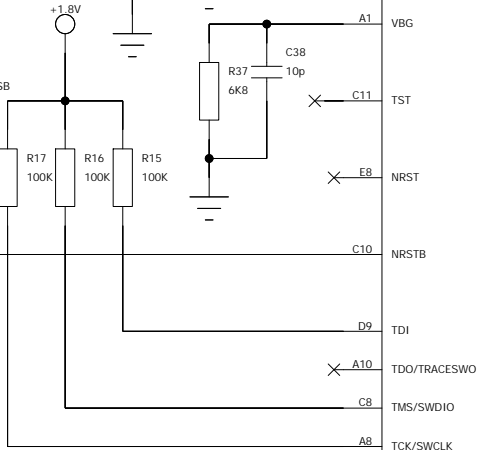 +1.8V
A1 VBG
C38
R37 10p
SB 6K8
C11 TST
R17 R16 R15
100K 100K 100K
E8 NRST
C10 NRSTB
D9 TDI
A10 TDO/TRACESWO
C8 TMS/SWDIO
A8 TCK/SWCLK